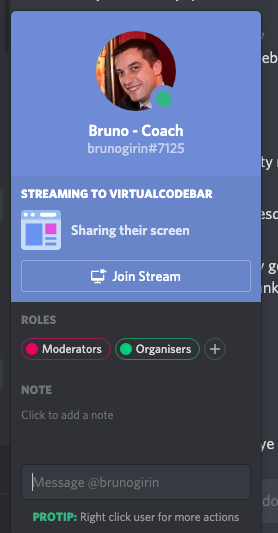 Bruno - Coach
brunogirin#7125
STREAMING TO VIRTUALCODEBAR
Sharing their screen
Join Stream
ROLES
Moderators
Organisers
NOTE
Click to add a note
Message @brunogirin
PROTIP: Right click user for more actions